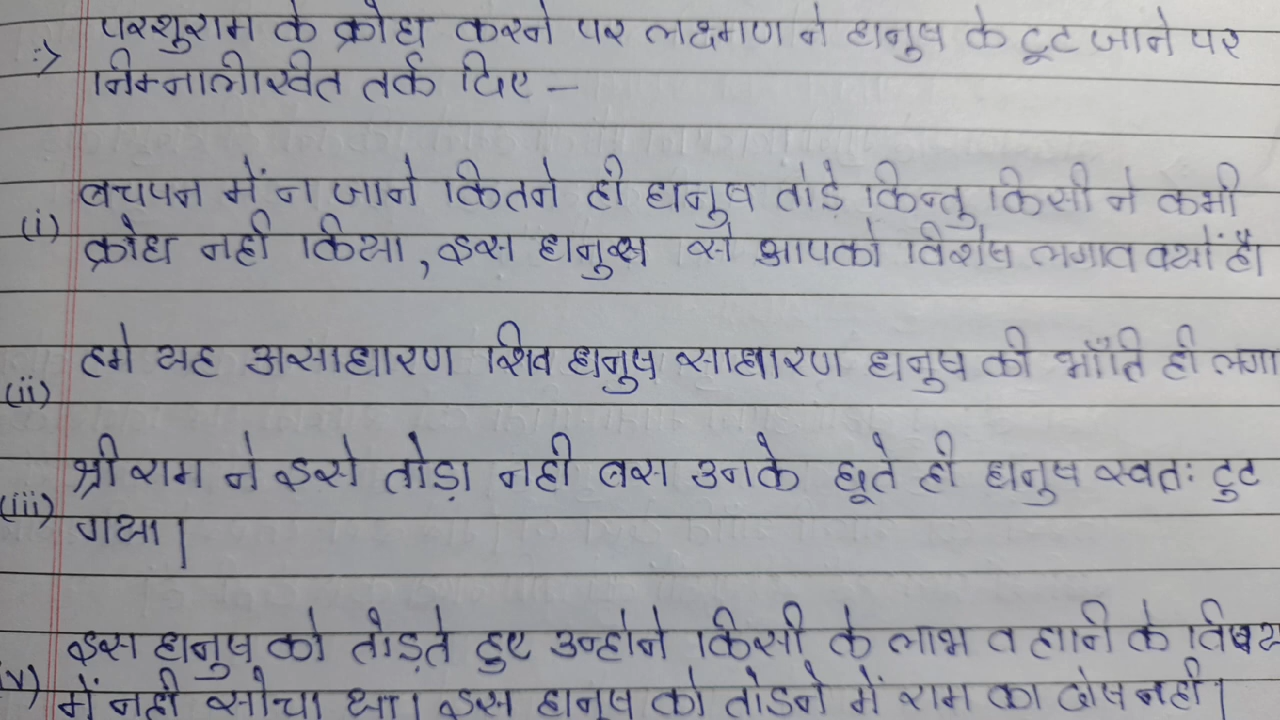 :> परशुराम के क्रोध करने पर लक्ष्मण ने धनुष के टूट जाने पर
निम्नालीखित तर्क दिए –
(i) बचपन में न जाने कितने ही धनुष तोड़े किन्तु किसी ने कभी
क्रोध नही किया, इस धनुष से आपको विशेष लगाव क्यों है।
(ii) हमे यह असाधारण शिव धनुष साधारण धनुष की भाँति ही लगा
(iii) श्री राम ने इसे तोड़ा नही बस उनके छूते ही धनुष स्वतः टुट
गया।
इस धनुष को तोड़ते हुए उन्होने किसी के लाभ व हानि के विषय
में नही सोचा था। इस धनुष को तोडने में राम का दोष नही।